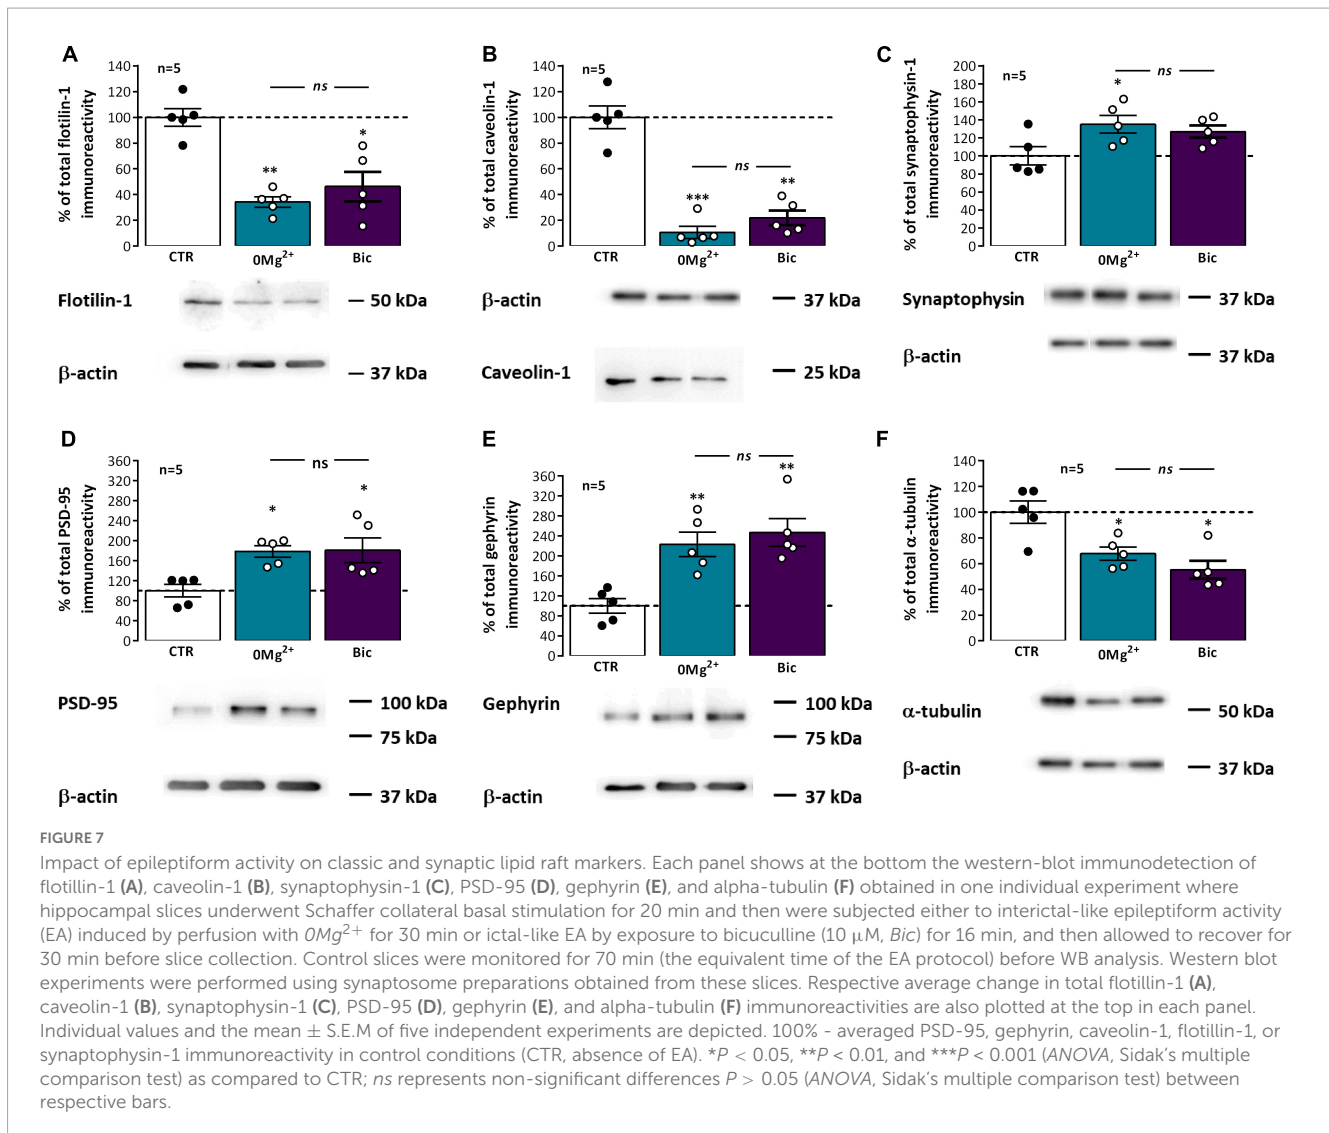 A
% of total flotilin-1
immunoreactivity
140
120
100
80
60
40
20
0
n=5
ns
**
*
CTR
0Mg2+
Bic
Flotilin-1
50 kDa
β-actin
37 kDa
B
% of total caveolin-1
immunoreactivity
140
120
100
80
60
40
20
0
n=5
ns
***
**
CTR
0Mg2+
Bic
β-actin
37 kDa
Caveolin-1
25 kDa
C
% of total synaptophysin-1
immunoreactivity
200
180
160
140
120
100
80
60
40
20
0
n=5
*
ns
CTR
0Mg2+
Bic
Synaptophysin
37 kDa
β-actin
37 kDa
D
% of total PSD-95
immunoreactivity
360
320
280
240
200
160
120
80
40
0
n=5
ns
*
*
CTR
0Mg2+
Bic
PSD-95
100 kDa
75 kDa
β-actin
37 kDa
E
% of total gephyrin
immunoreactivity
360
320
280
240
200
160
120
80
40
0
n=5
ns
**
**
CTR
0Mg2+
Bic
Gephyrin
100 kDa
75 kDa
β-actin
37 kDa
F
% of total α-tubulin
immunoreactivity
140
120
100
80
60
40
20
0
n=5
ns
*
*
CTR
0Mg2+
Bic
α-tubulin
50 kDa
β-actin
37 kDa
FIGURE 7
Impact of epileptiform activity on classic and synaptic lipid raft markers. Each panel shows at the bottom the western-blot immunodetection of
flotillin-1 (A), caveolin-1 (B), synaptophysin-1 (C), PSD-95 (D), gephyrin (E), and alpha-tubulin (F) obtained in one individual experiment where
hippocampal slices underwent Schaffer collateral basal stimulation for 20 min and then were subjected either to interictal-like epileptiform activity
(EA) induced by perfusion with 0Mg2+ for 30 min or ictal-like EA by exposure to bicuculline (10 μM, Bic) for 16 min, and then allowed to recover for
30 min before slice collection. Control slices were monitored for 70 min (the equivalent time of the EA protocol) before WB analysis. Western blot
experiments were performed using synaptosome preparations obtained from these slices. Respective average change in total flotillin-1 (A),
caveolin-1 (B), synaptophysin-1 (C), PSD-95 (D), gephyrin (E), and alpha-tubulin (F) immunoreactivities are also plotted at the top in each panel.
Individual values and the mean ± S.E.M of five independent experiments are depicted. 100% - averaged PSD-95, gephyrin, caveolin-1, flotillin-1, or
synaptophysin-1 immunoreactivity in control conditions (CTR, absence of EA). *P < 0.05, **P < 0.01, and ***P < 0.001 (ANOVA, Sidak's multiple
comparison test) as compared to CTR; ns represents non-significant differences P > 0.05 (ANOVA, Sidak's multiple comparison test) between
respective bars.